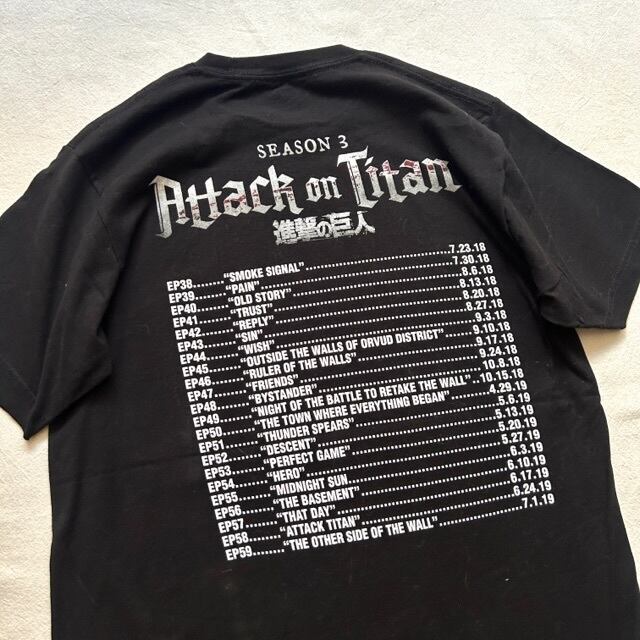 SEASON 3
Attack on Titan
進撃の巨人
EP38......"SMOKE SIGNAL"......7.23.18
EP39......"PAIN"......7.30.18
EP40......"OLD STORY"......8.6.18
EP41......"TRUST"......8.13.18
EP42......"REPLY"......8.20.18
EP43......"SIN"......8.27.18
EP44......"WISH"......9.3.18
EP45......"OUTSIDE THE WALLS OF ORVUD DISTRICT"......9.10.18
EP46......"RULER OF THE WALLS"......9.17.18
EP47......"FRIENDS"......9.24.18
EP48......"BYSTANDER"......10.8.18
EP49......"NIGHT OF THE BATTLE TO RETAKE THE WALL"..10.15.18
EP50......"THE TOWN WHERE EVERYTHING BEGAN"......4.29.19
EP51......"THUNDER SPEARS"......5.6.19
EP52......"DESCENT"......5.13.19
EP53......"PERFECT GAME"......5.20.19
EP54......"HERO"......5.27.19
EP55......"MIDNIGHT SUN......6.3.19
EP56......"THE BASEMENT"......6.10.19
EP57......"THAT DAY"......6.17.19
EP58......"ATTACK TITAN"......6.24.19
EP59......"THE OTHER SIDE OF THE WALL"......7.1.19